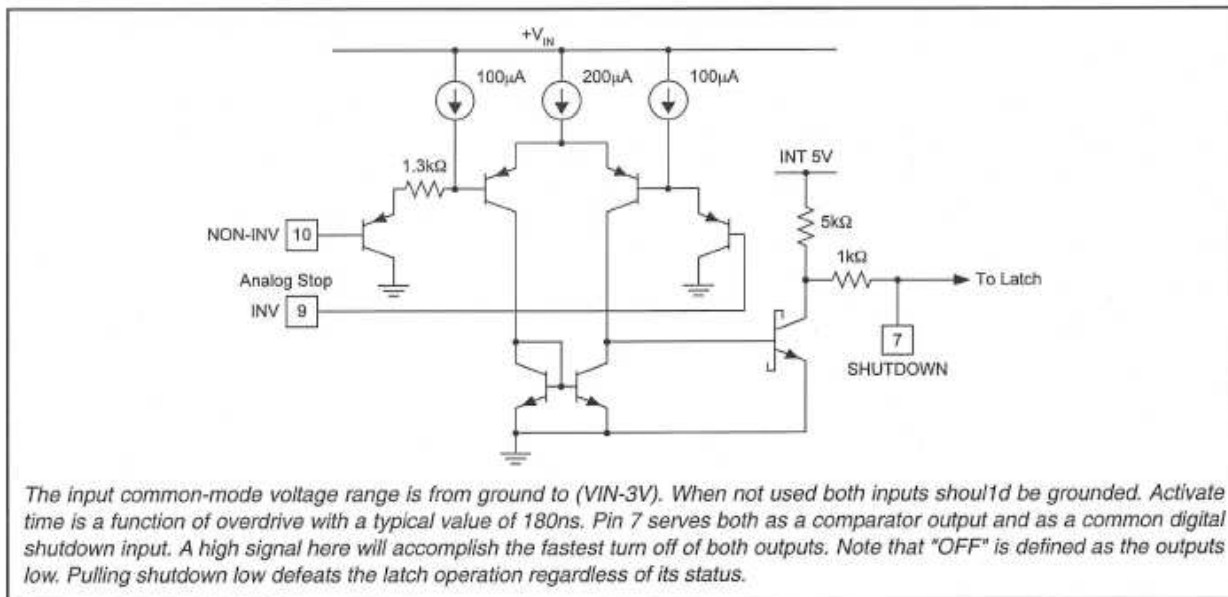 +VIN
100µA
200µA
100µA
INT 5V
1.3kΩ
5kΩ
NON-INV 10
1kΩ
To Latch
Analog Stop
INV 9
7
SHUTDOWN
The input common-mode voltage range is from ground to (VIN-3V). When not used both inputs shoul1d be grounded. Activate
time is a function of overdrive with a typical value of 180ns. Pin 7 serves both as a comparator output and as a common digital
shutdown input. A high signal here will accomplish the fastest turn off of both outputs. Note that "OFF" is defined as the outputs
low. Pulling shutdown low defeats the latch operation regardless of its status.